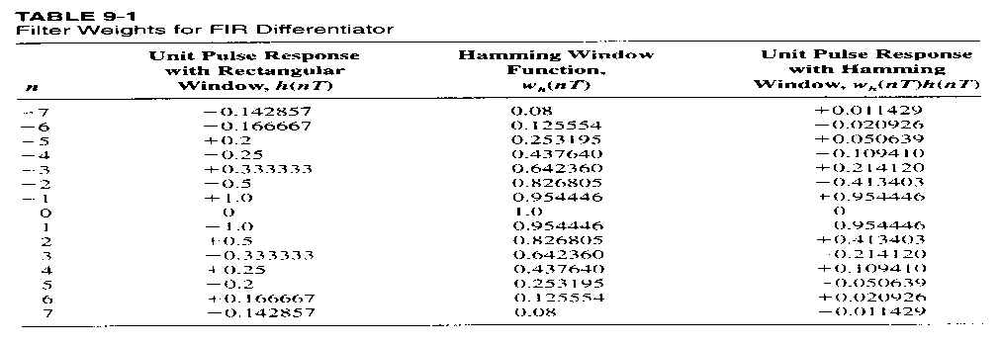 TABLE 9-1
Filter Weights for FIR Differentiator
n Unit Pulse Response with Rectangular Window, h(nT) Hamming Window Function, wₕ(nT) Unit Pulse Response with Hamming Window, wₕ(nT)h(nT)
-7 -0.142857 0.08 +0.011429
-6 -0.166667 0.125554 -0.020926
-5 +0.2 0.253195 +0.050639
-4 -0.25 0.437640 -0.109410
-3 +0.333333 0.642360 +0.214120
-2 -0.5 0.826805 -0.413403
-1 +1.0 0.954446 +0.954446
0 0 1.0 0
1 -1.0 0.954446 0.954446
2 +0.5 0.826805 +0.413403
3 -0.333333 0.642360 -0.214120
4 +0.25 0.437640 +0.109410
5 -0.2 0.253195 -0.050639
6 +0.166667 0.125554 +0.020926
7 -0.142857 0.08 -0.011429